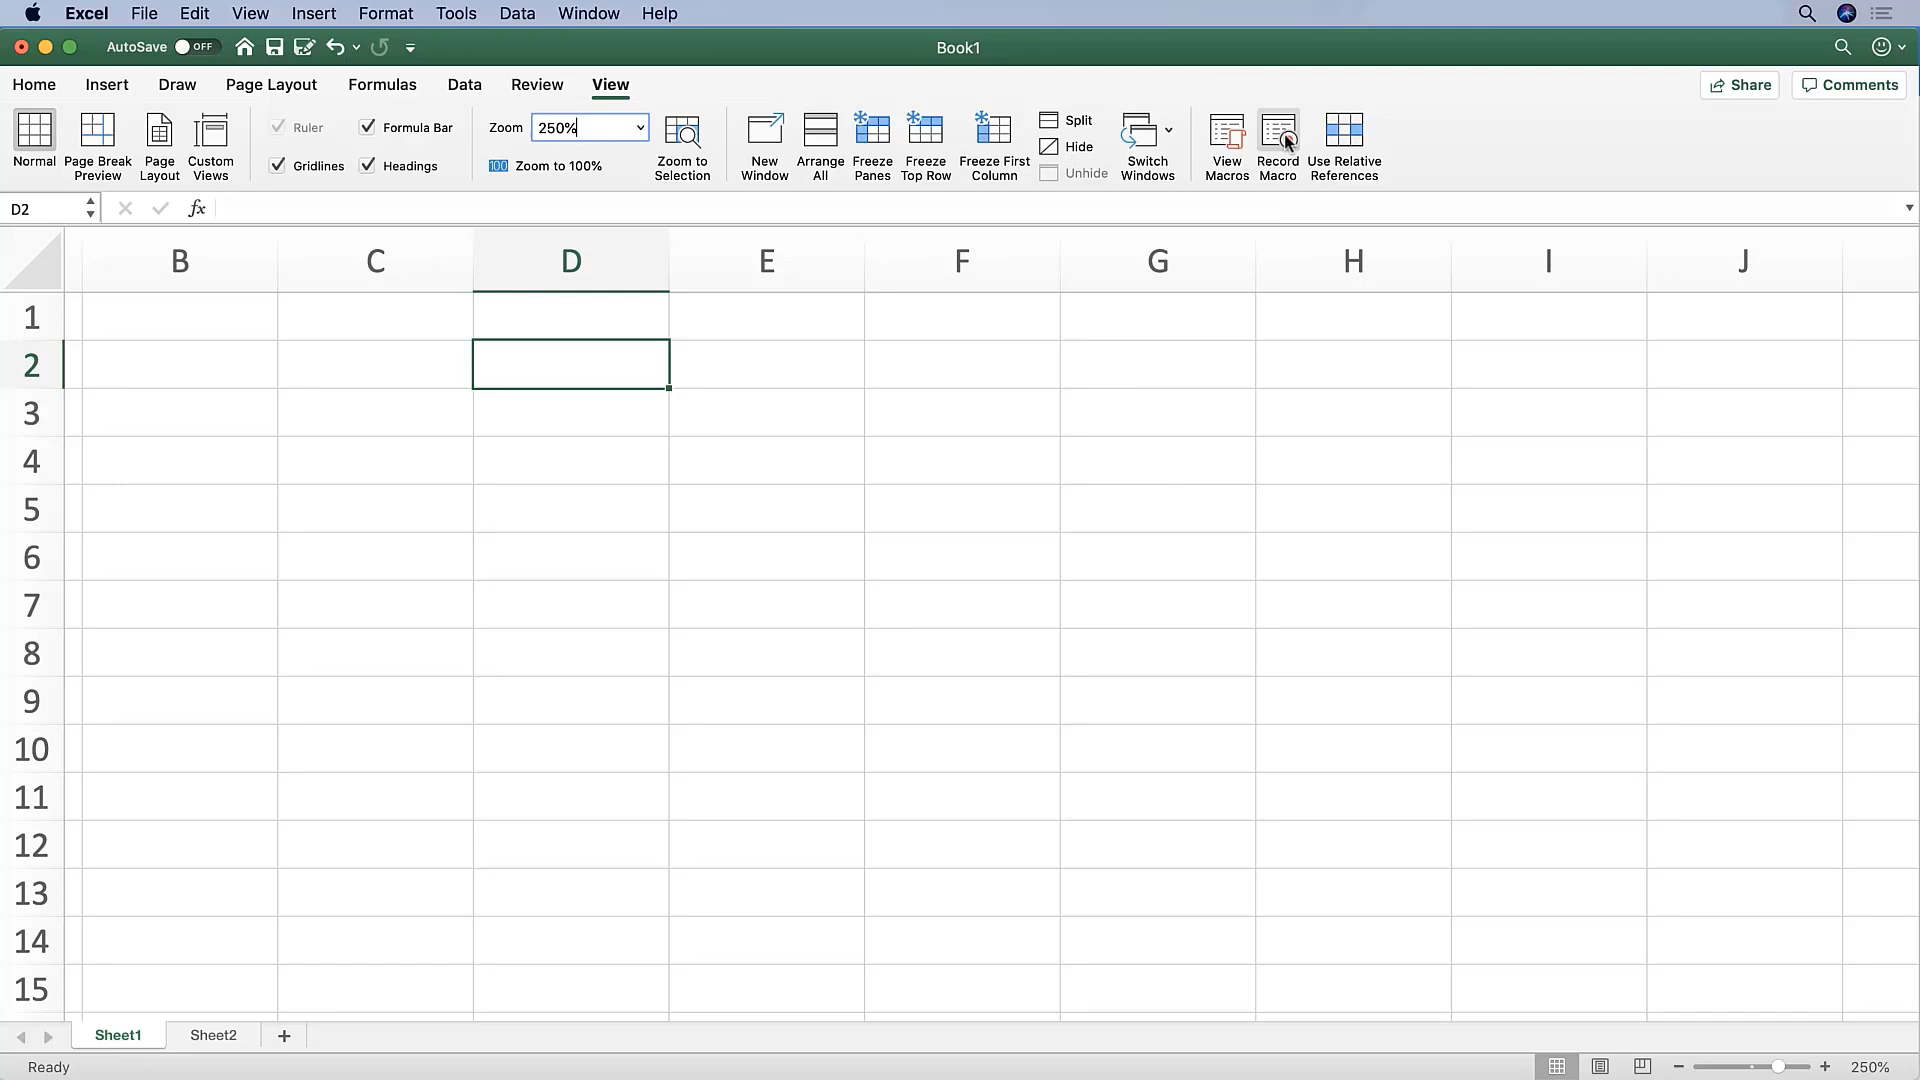 Excel File Edit View Insert Format Tools Data Window Help
AutoSave OFF Book1
Home Insert Draw Page Layout Formulas Data Review View Share Comments
Ruler Formula Bar Zoom 250% Split
Gridlines Headings 100 Zoom to 100% Hide
Unhide
Normal Page Break Page Custom Zoom to New Arrange Freeze Freeze Freeze First Switch View Record Use Relative
Preview Layout Views Selection Window All Panes Top Row Column Windows Macros Macro References
D2 fx
B C D E F G H I J
1
2
3
4
5
6
7
8
9
10
11
12
13
14
15
Sheet1 Sheet2 +
Ready 250%